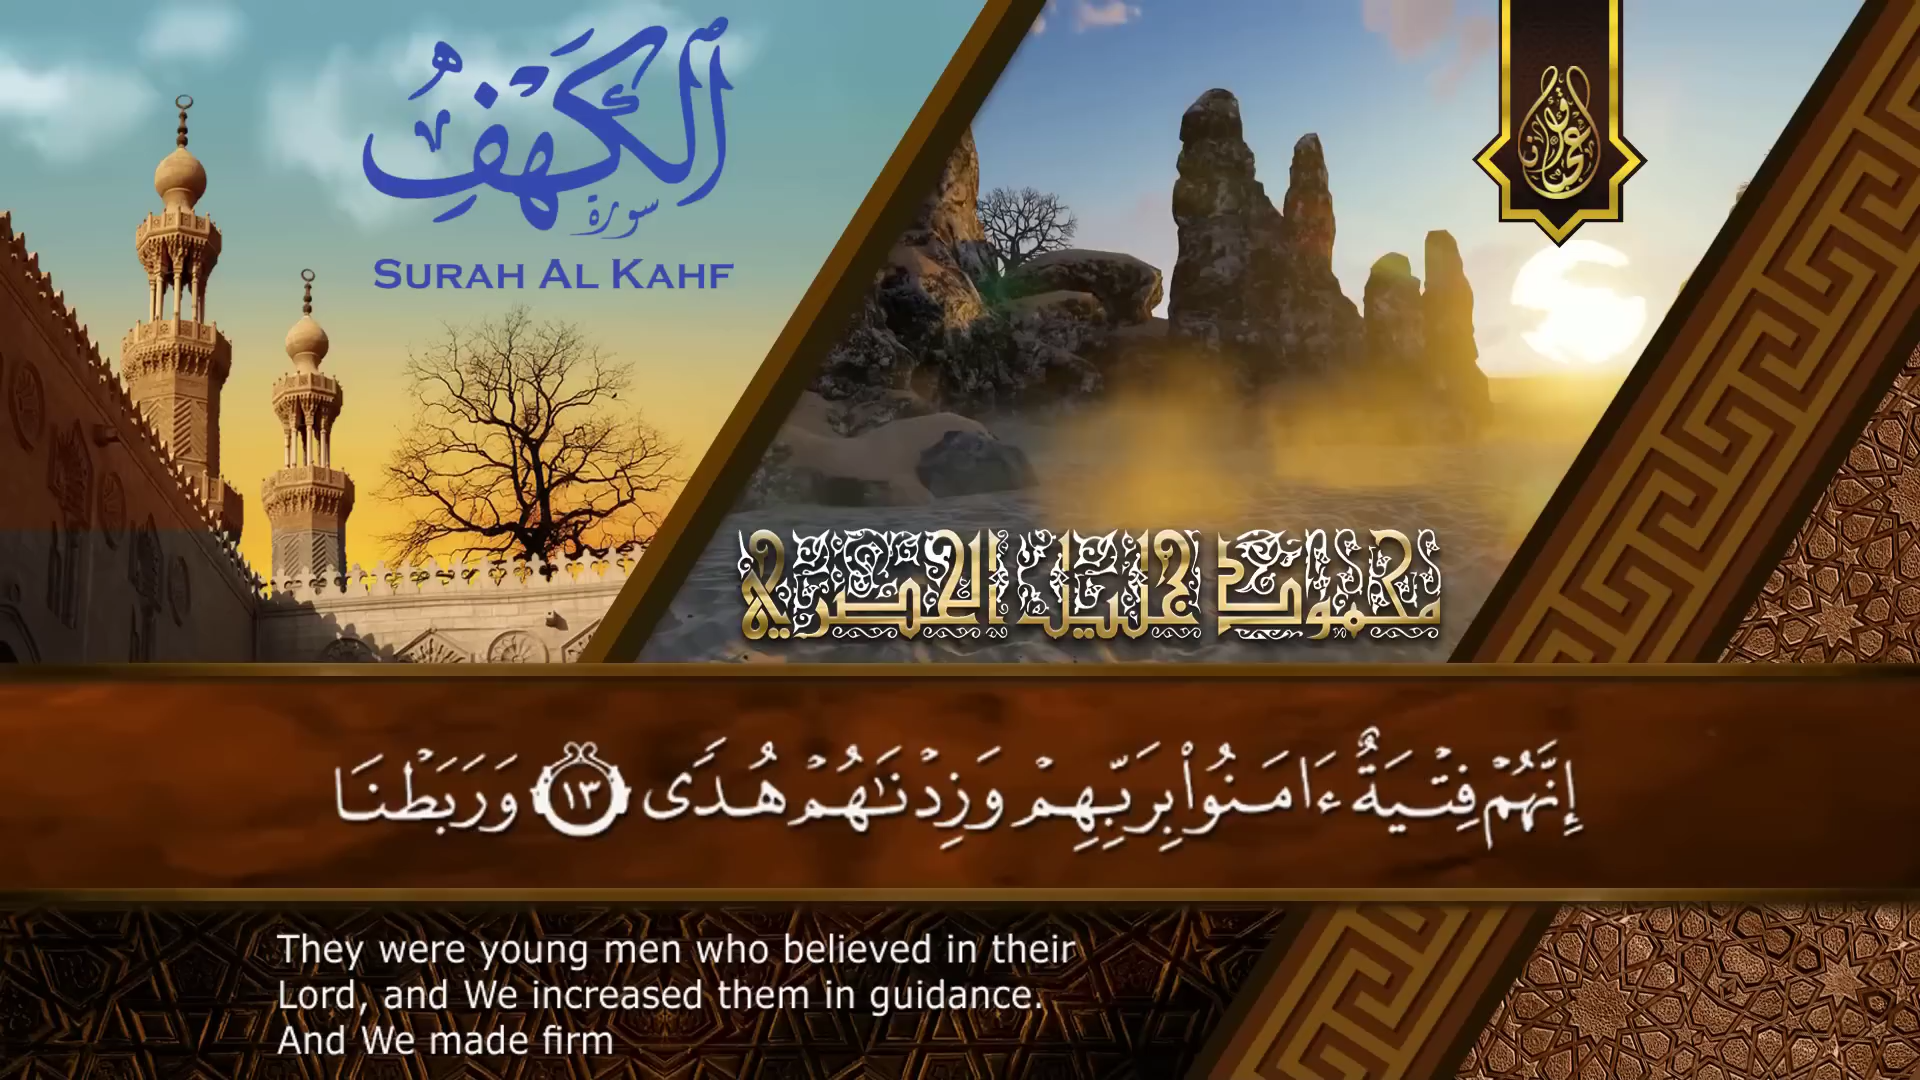 الكهف
سورة
SURAH AL KAHF
محمود خليل الحصري
إِنَّهُمْ فِتْيَةٌ ءَامَنُوا۟ بِرَبِّهِمْ وَزِدْنَـٰهُمْ هُدًى ١٣ وَرَبَطْنَا
They were young men who believed in their
Lord, and We increased them in guidance.
And We made firm